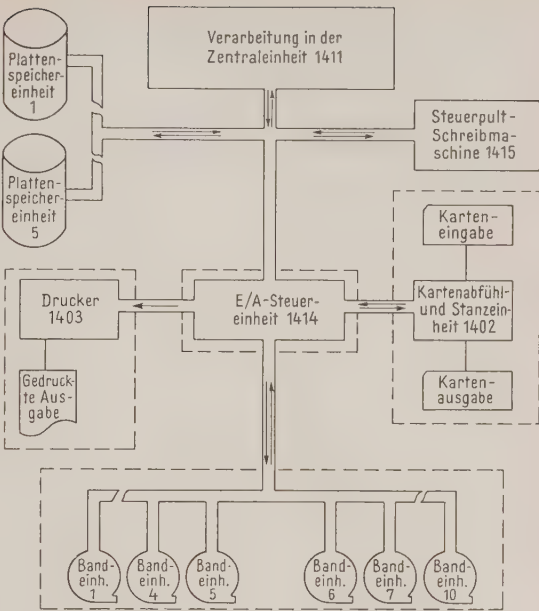 Verarbeitung in der
Zentraleinheit 1411
Platten-
speicher-
einheit
1
Steuerpult-
Schreibma-
schine 1415
Platten-
speicher-
einheit
5
Karten-
eingabe
Drucker
1403
E/A-Steuer-
einheit 1414
Kartenabfühl-
und Stanzein-
heit 1402
Gedruck-
te Aus-
gabe
Karten-
ausgabe
Band-
einh.
1
Band-
einh.
4
Band-
einh.
5
Band-
einh.
6
Band-
einh.
7
Band-
einh.
10